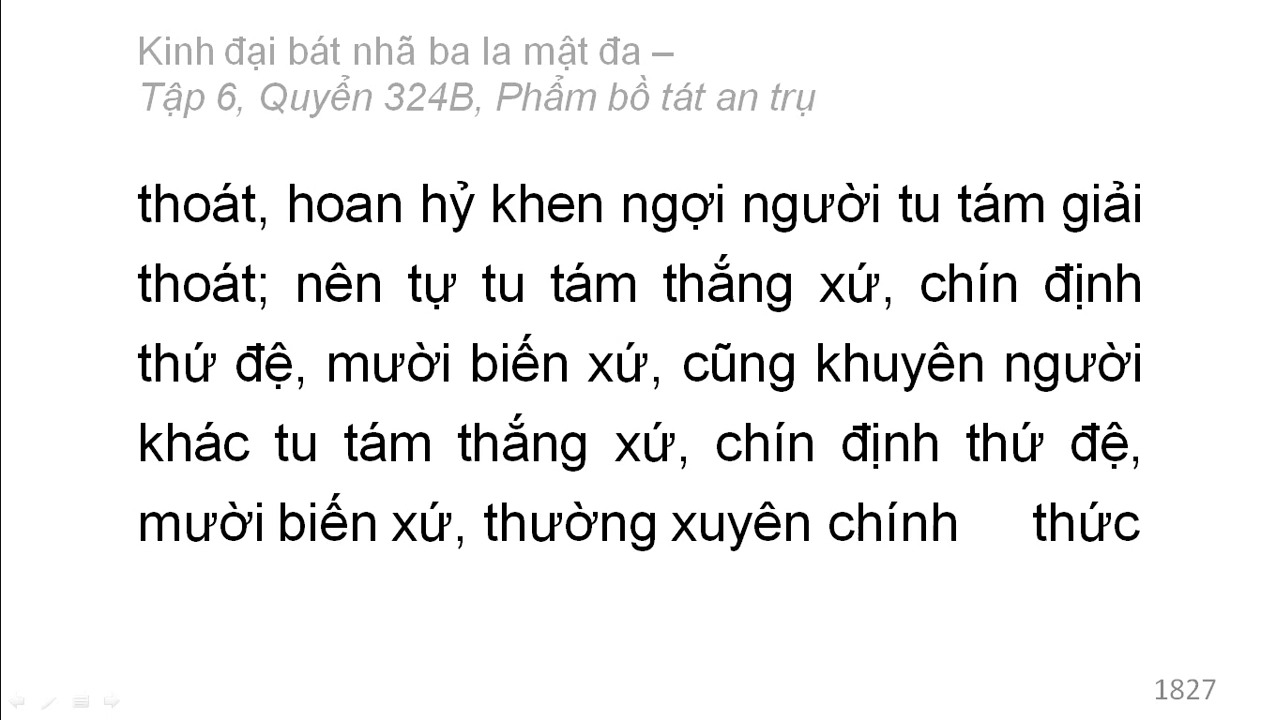 Kinh đại bát nhã ba la mật đa –
Tập 6, Quyển 324B, Phẩm bồ tát an trụ
thoát, hoan hỷ khen ngợi người tu tám giải
thoát; nên tự tu tám thắng xứ, chín định
thứ đệ, mười biến xứ, cũng khuyên người
khác tu tám thắng xứ, chín định thứ đệ,
mười biến xứ, thường xuyên chính thức
1827